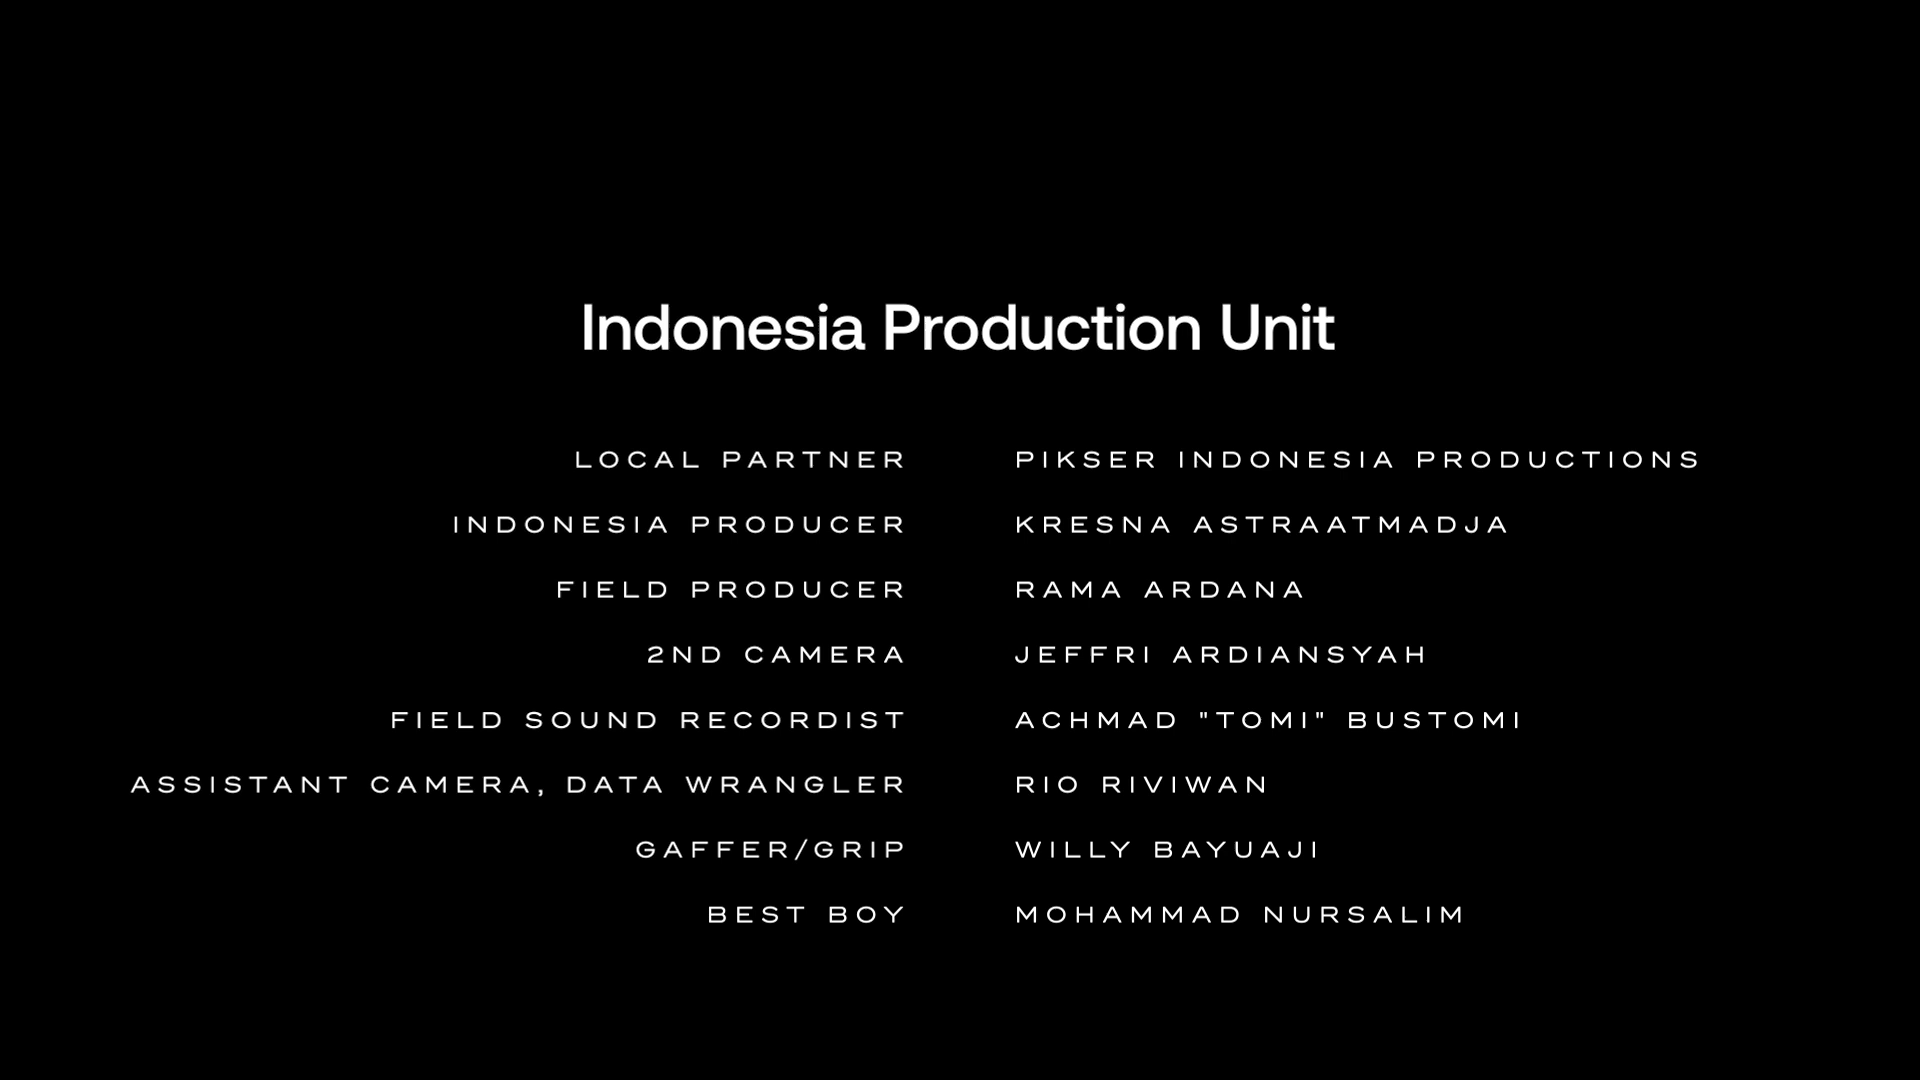 Indonesia Production Unit
LOCAL PARTNER PIKSER INDONESIA PRODUCTIONS
INDONESIA PRODUCER KRESNA ASTRAATMADJA
FIELD PRODUCER RAMA ARDANA
2ND CAMERA JEFFRI ARDIANSYAH
FIELD SOUND RECORDIST ACHMAD "TOMI" BUSTOMI
ASSISTANT CAMERA, DATA WRANGLER RIO RIVIWAN
GAFFER/GRIP WILLY BAYUAJI
BEST BOY MOHAMMAD NURSALIM